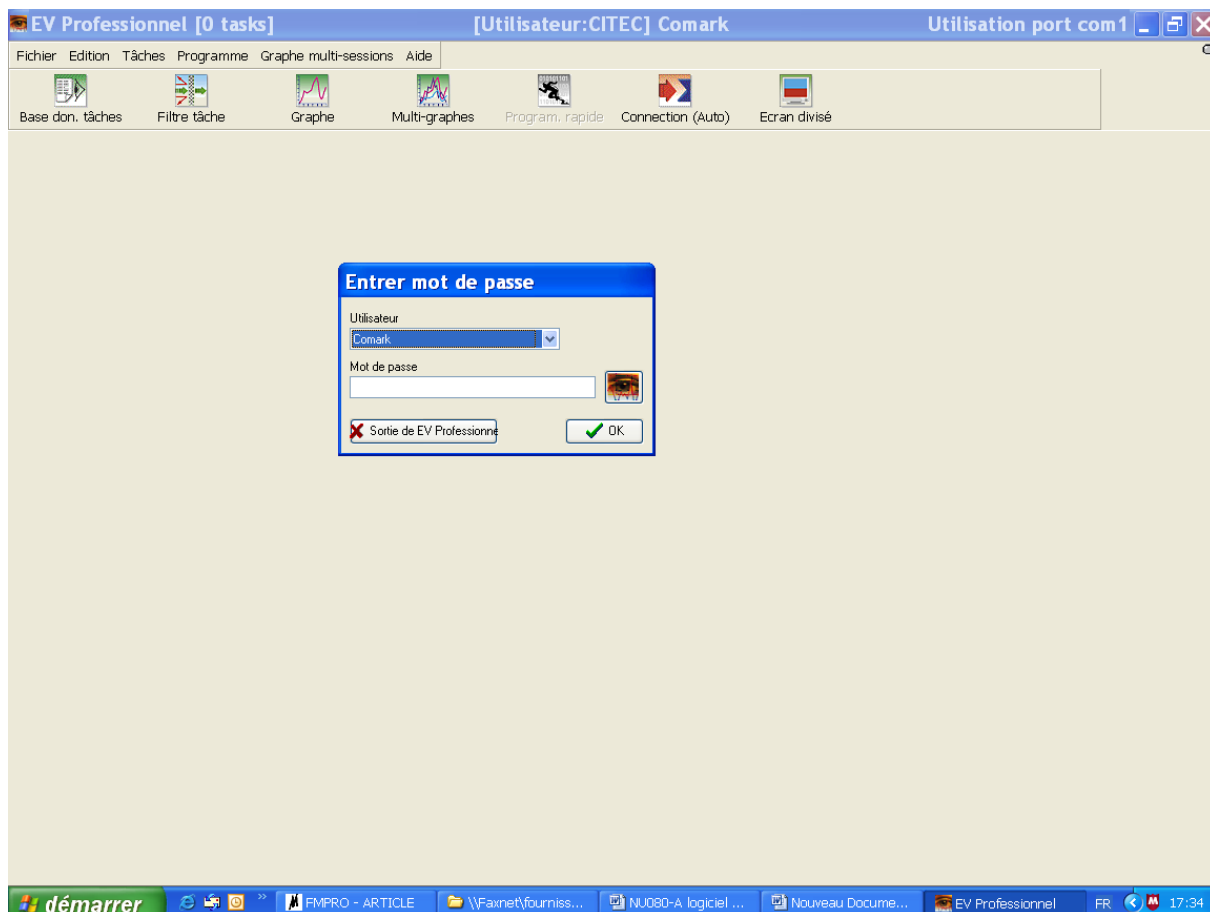 EV Professionnel [0 tasks] [Utilisateur:CITEC] Comark Utilisation port com1
Fichier Edition Tâches Programme Graphe multi-sessions Aide
Base don. tâches Filtre tâche Graphe Multi-graphes Program. rapide Connection (Auto) Ecran divisé
Entrer mot de passe
Utilisateur
Comark
Mot de passe
Sortie de EV Professionne
OK
démarrer FMPRO - ARTICLE \\Faxnet\fourniss... NU080-A logiciel ... Nouveau Docume... EV Professionnel FR 17:34